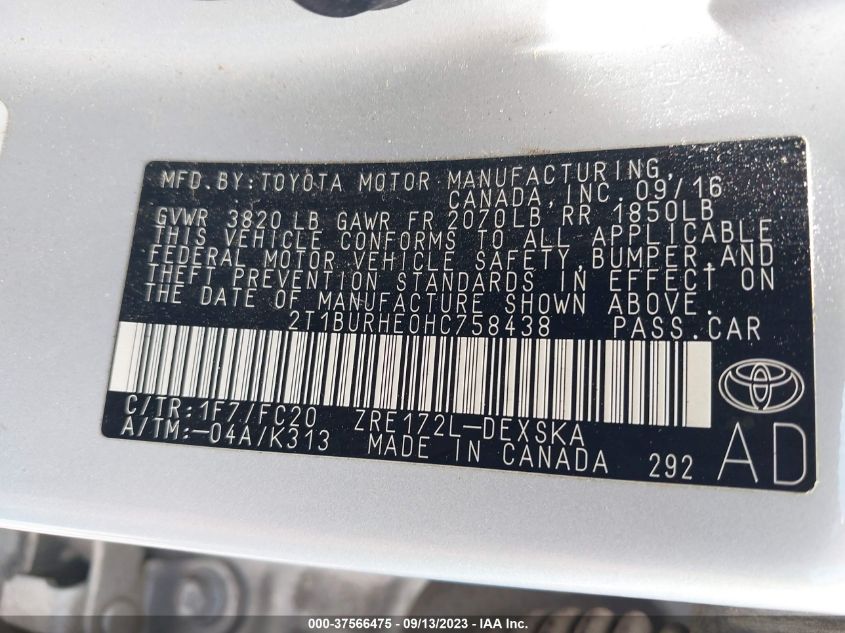 MFD. BY: TOYOTA MOTOR MANUFACTURING,
CANADA, INC. 09/16
GVWR 3820 LB GAWR FR 2070LB RR 1850LB
THIS VEHICLE CONFORMS TO ALL APPLICABLE
FEDERAL MOTOR VEHICLE SAFETY, BUMPER, AND
THEFT PREVENTION STANDARDS IN EFFECT ON
THE DATE OF MANUFACTURE SHOWN ABOVE.
2T1BURHE0HC758438 PASS. CAR
C/TR: 1F7/FC20 ZRE172L-DEXSKA
A/TM: -04A/K313 MADE IN CANADA 292 AD
000-37566475 - 09/13/2023 - IAA Inc.